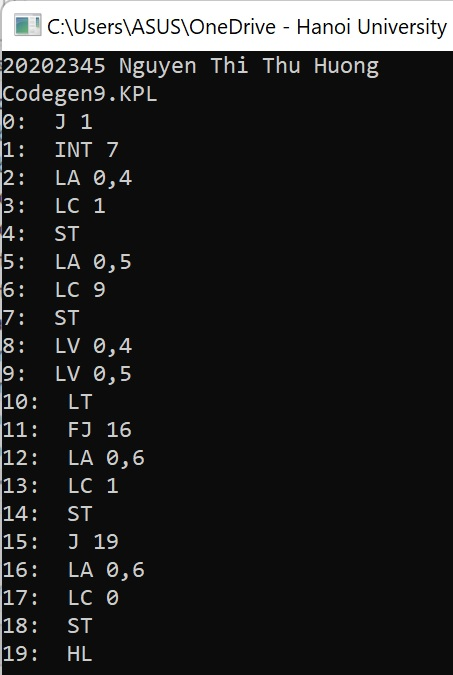 C:\Users\ASUS\OneDrive - Hanoi University
20202345 Nguyen Thi Thu Huong
Codegen9.KPL
0:  J 1
1:  INT 7
2:  LA 0,4
3:  LC 1
4:  ST
5:  LA 0,5
6:  LC 9
7:  ST
8:  LV 0,4
9:  LV 0,5
10:  LT
11:  FJ 16
12:  LA 0,6
13:  LC 1
14:  ST
15:  J 19
16:  LA 0,6
17:  LC 0
18:  ST
19:  HL